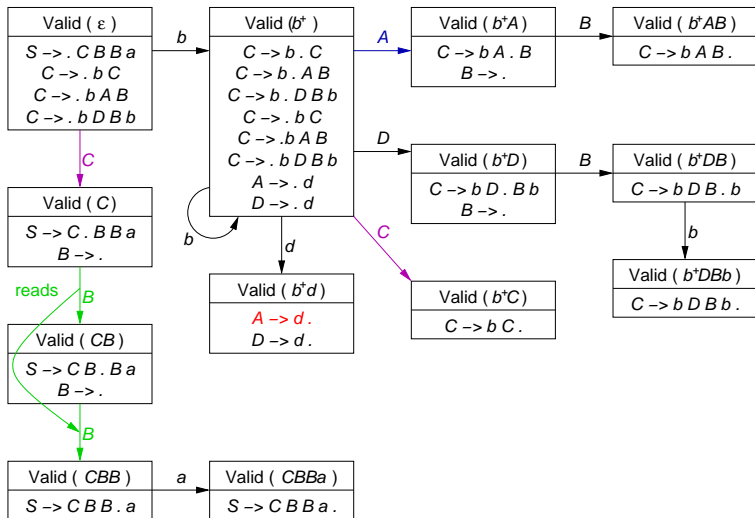 Valid ( ε )
S −> . C B B a
C −> . b C
C −> . b A B
C −> . b D B b
b
Valid (b⁺)
C −> b . C
C −> b . A B
C −> b . D B b
C −> . b C
C −> . b A B
C −> . b D B b
A −> . d
D −> . d
A
Valid ( b⁺A)
C −> b A . B
B −> .
B
Valid ( b⁺AB)
C −> b A B .
D
Valid ( b⁺D)
C −> b D . B b
B −> .
B
Valid ( b⁺DB)
C −> b D B . b
b
Valid ( b⁺DBb)
C −> b D B b .
C
Valid ( C )
S −> C . B B a
B −> .
b
d
C
Valid ( b⁺d)
A −> d .
D −> d .
Valid ( b⁺C)
C −> b C .
reads
B
Valid ( CB )
S −> C B . B a
B −> .
B
Valid ( CBB )
S −> C B B . a
a
Valid ( CBBa )
S −> C B B a .